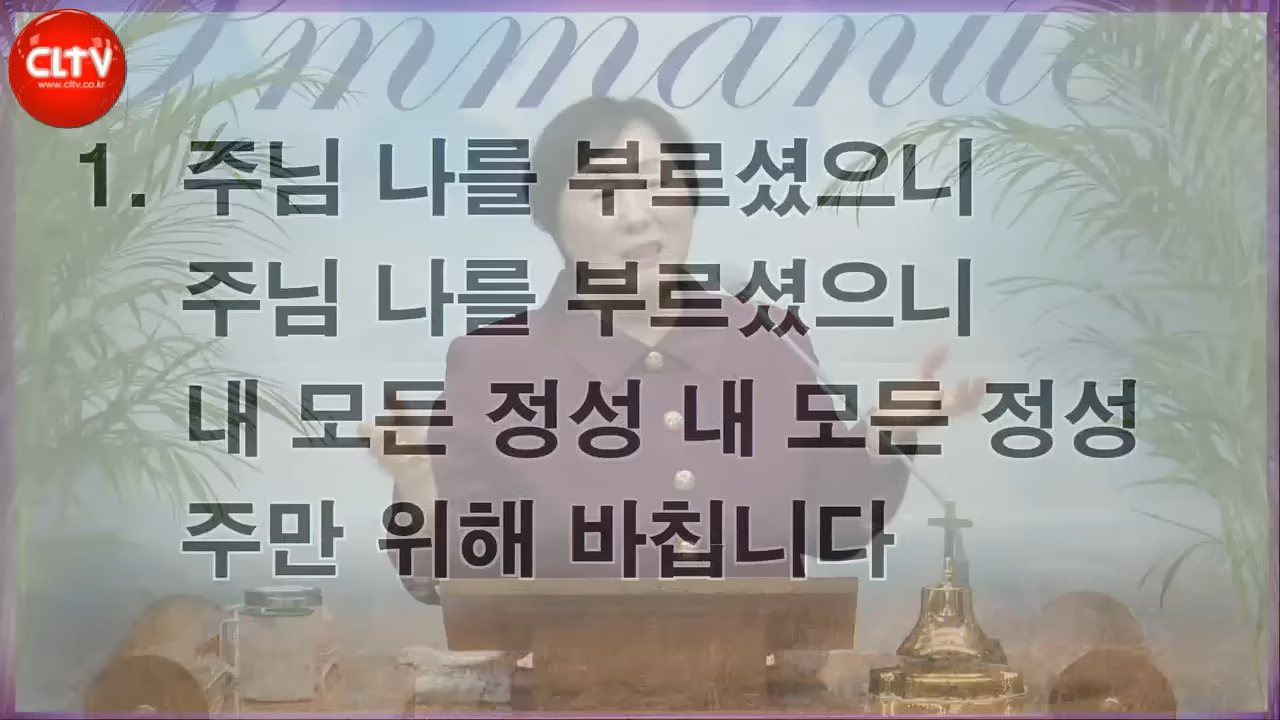 Immanue
CLTV
www.cltv.co.kr
1. 주님 나를 부르셨으니
주님 나를 부르셨으니
내 모든 정성 내 모든 정성
주만 위해 바칩니다